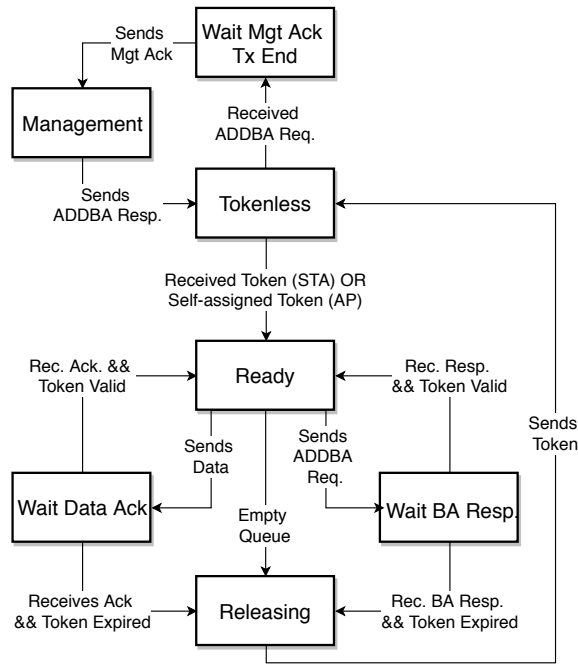 Sends
Mgt Ack
Wait Mgt Ack
Tx End
Management
Received
ADDBA Req.
Sends
ADDBA Resp.
Tokenless
Received Token (STA) OR
Self-assigned Token (AP)
Rec. Ack. &&
Token Valid
Ready
Rec. Resp.
&& Token Valid
Sends
Token
Sends
Data
Sends
ADDBA
Req.
Wait Data Ack
Wait BA Resp.
Empty
Queue
Receives Ack
&& Token Expired
Releasing
Rec. BA Resp.
&& Token Expired